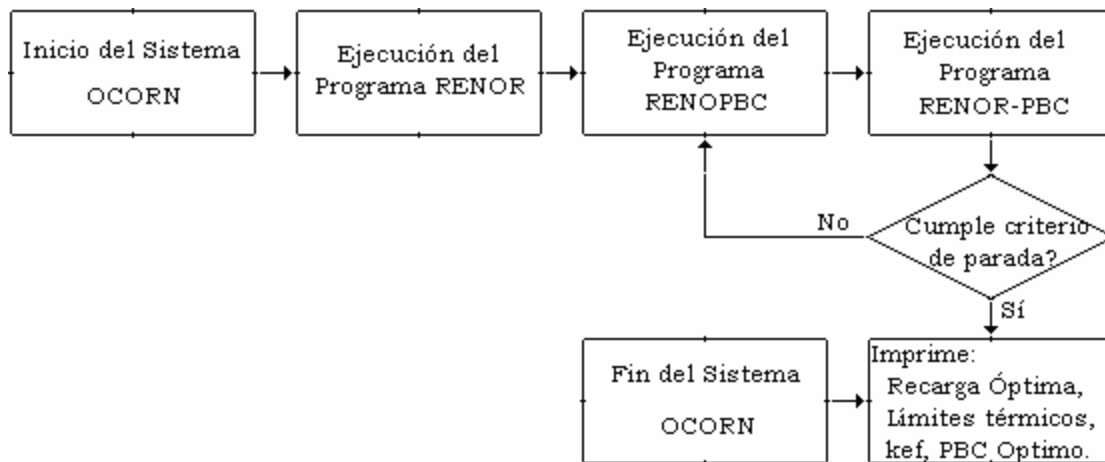 Inicio del Sistema
OCORN
Ejecución del
Programa RENOR
Ejecución del
Programa
RENOPBC
Ejecución del
Programa
RENOR-PBC
No
Cumple criterio
de parada?
Sí
Fin del Sistema
OCORN
Imprime:
Recarga Óptima,
Límites térmicos,
kef, PBC Optimo.